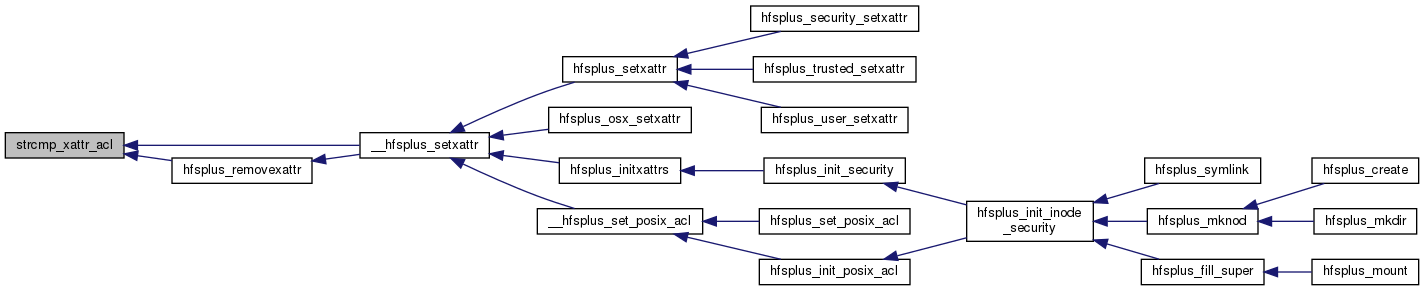 hfsplus_security_setxattr
hfsplus_setxattr
hfsplus_trusted_setxattr
hfsplus_osx_setxattr
hfsplus_user_setxattr
strcmp_xattr_acl
__hfsplus_setxattr
hfsplus_removexattr
hfsplus_initxattrs
hfsplus_init_security
hfsplus_symlink
hfsplus_create
__hfsplus_set_posix_acl
hfsplus_set_posix_acl
hfsplus_init_inode
_security
hfsplus_mknod
hfsplus_mkdir
hfsplus_init_posix_acl
hfsplus_fill_super
hfsplus_mount